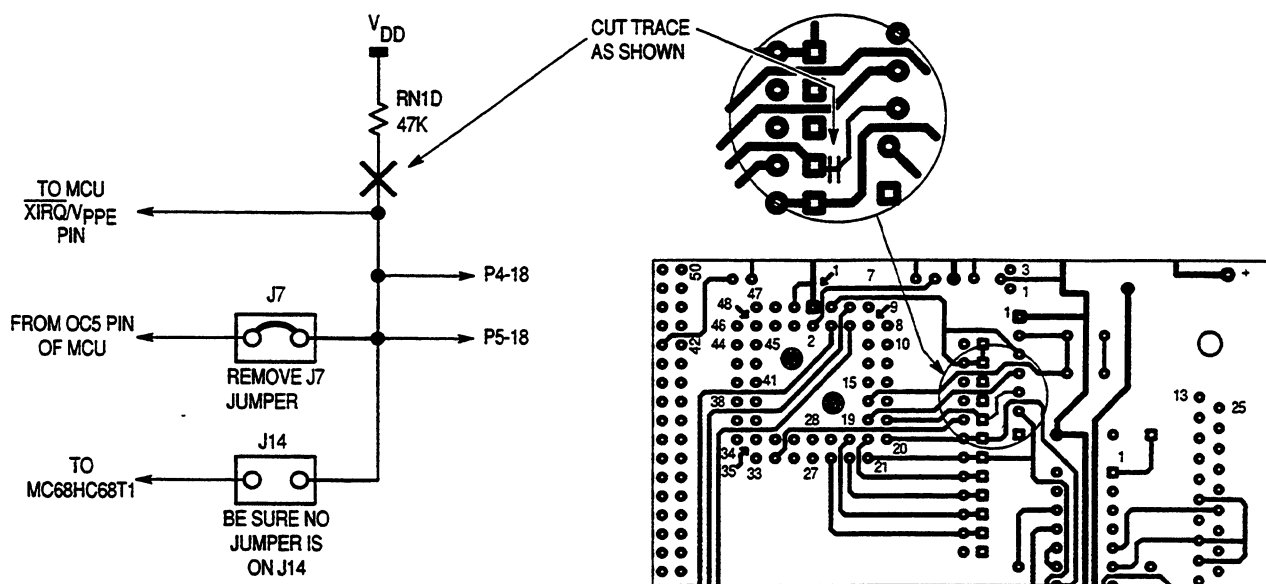 V
DD
RN1D
47K
CUT TRACE
AS SHOWN
TO MCU
XIRQ/VPPE
PIN
P4-18
J7
FROM OC5 PIN
OF MCU
P5-18
REMOVE J7
JUMPER
J14
TO
MC68HC68T1
BE SURE NO
JUMPER IS
ON J14
50
47
1
7
3
1
+
48
9
1
46
2
8
44
45
42
10
41
15
38
13
25
28
19
34
20
35
33
27
21
1